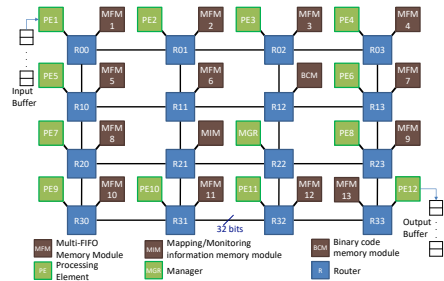 PE1 MFM 1 PE2 MFM 2 PE3 MFM 3 PE4 MFM 4
R00 R01 R02 R03
Input Buffer
PE5 MFM 5 MFM 6 BCM PE6 MFM 7
R10 R11 R12 R13
PE7 MFM 8 MIM MGR PE8 MFM 9
R20 R21 R22 R23
PE9 MFM 10 PE10 MFM 11 PE11 MFM 12 MFM 13 PE12
R30 R31 R32 R33
32 bits
Output Buffer
MFM Multi-FIFO Memory Module
MIM Mapping/Monitoring information memory module
BCM Binary code memory module
PE Processing Element
MGR Manager
R Router